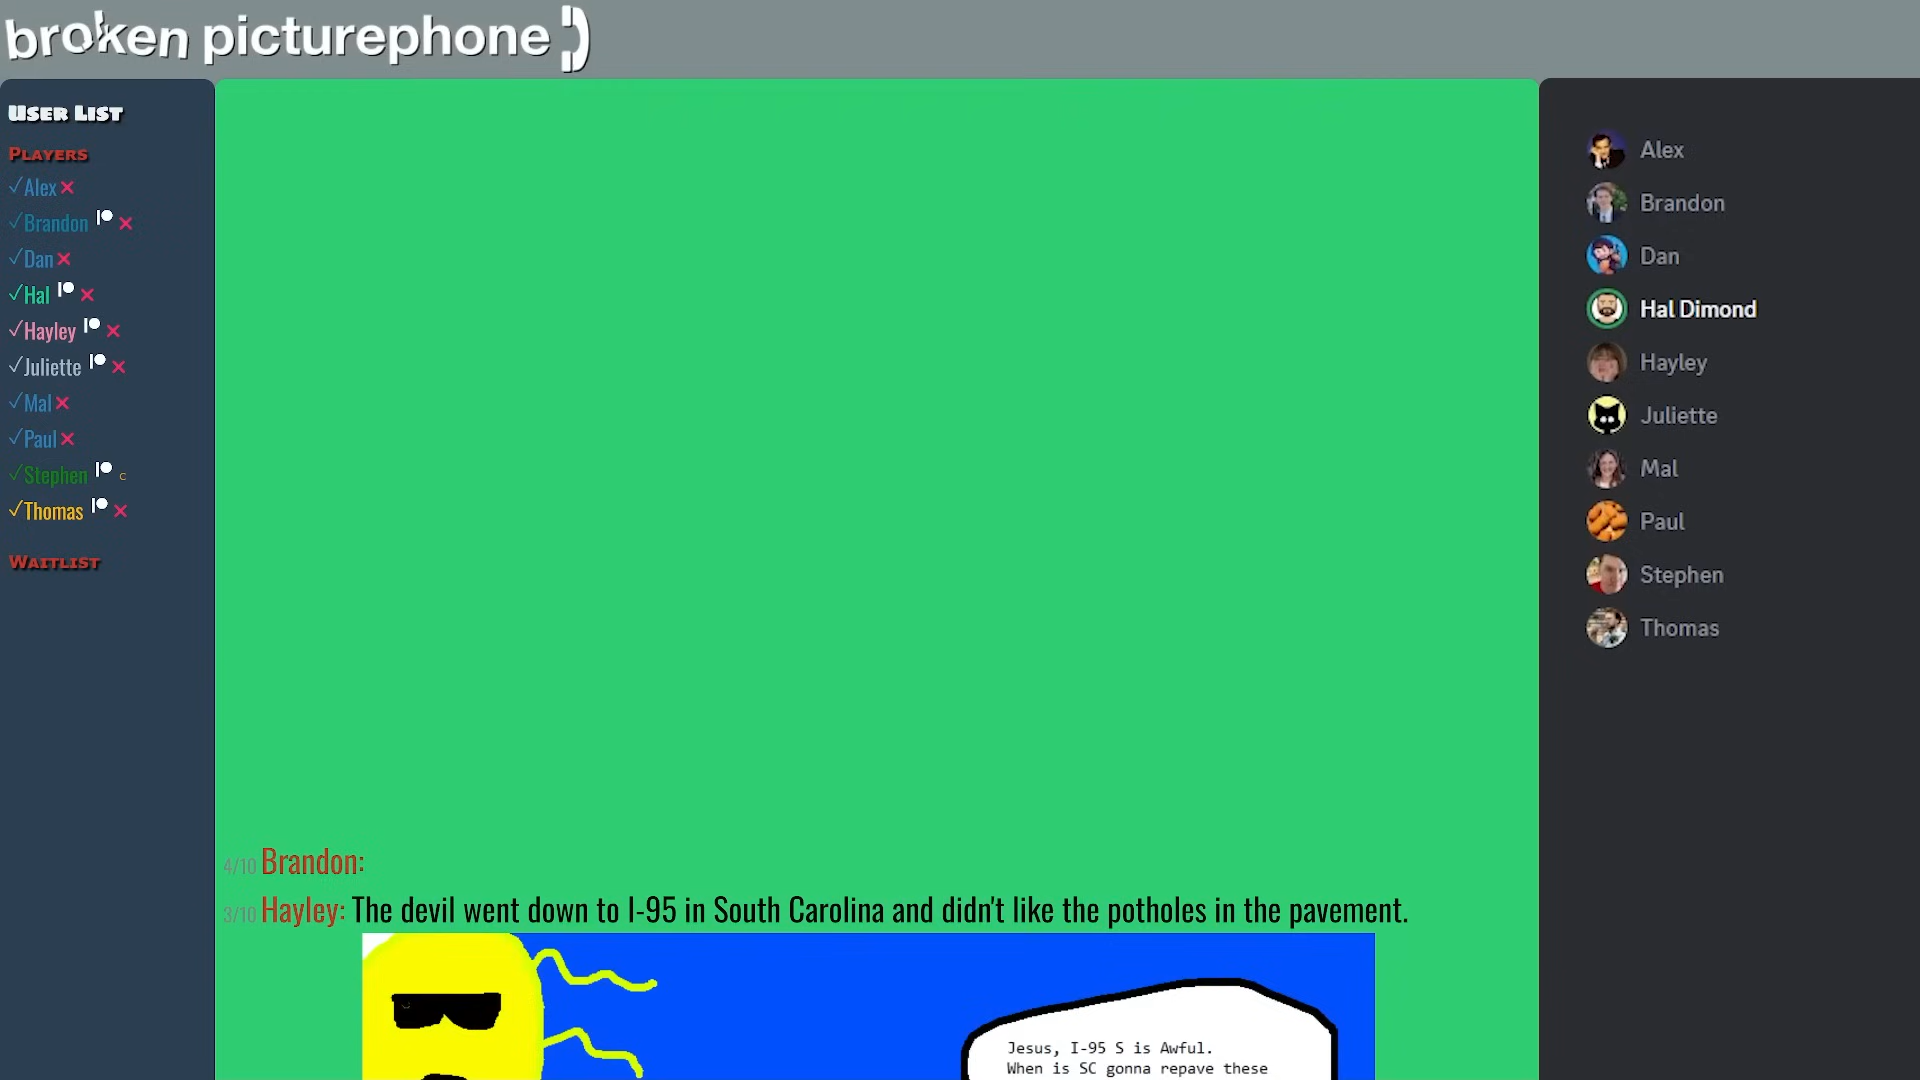 broken picturephone
User List
Players
✓Alex ×
✓Brandon ×
✓Dan ×
✓Hal ×
✓Hayley ×
✓Juliette ×
✓Mal ×
✓Paul ×
✓Stephen c
✓Thomas ×
Waitlist
4/10 Brandon:
3/10 Hayley: The devil went down to I-95 in South Carolina and didn't like the potholes in the pavement.
Jesus, I-95 S is Awful.
When is SC gonna repave these
Alex
Brandon
Dan
Hal Dimond
Hayley
Juliette
Mal
Paul
Stephen
Thomas